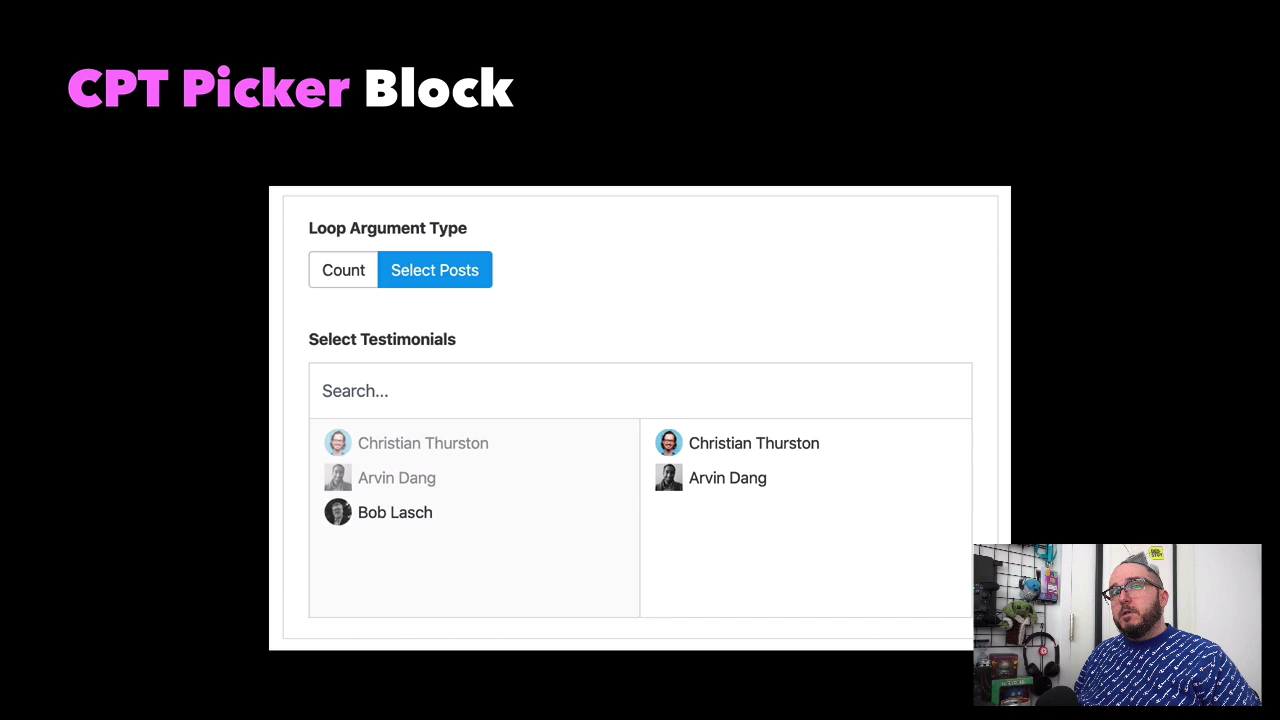 CPT Picker Block
Loop Argument Type
Count Select Posts
Select Testimonials
Search...
Christian Thurston Christian Thurston
Arvin Dang Arvin Dang
Bob Lasch